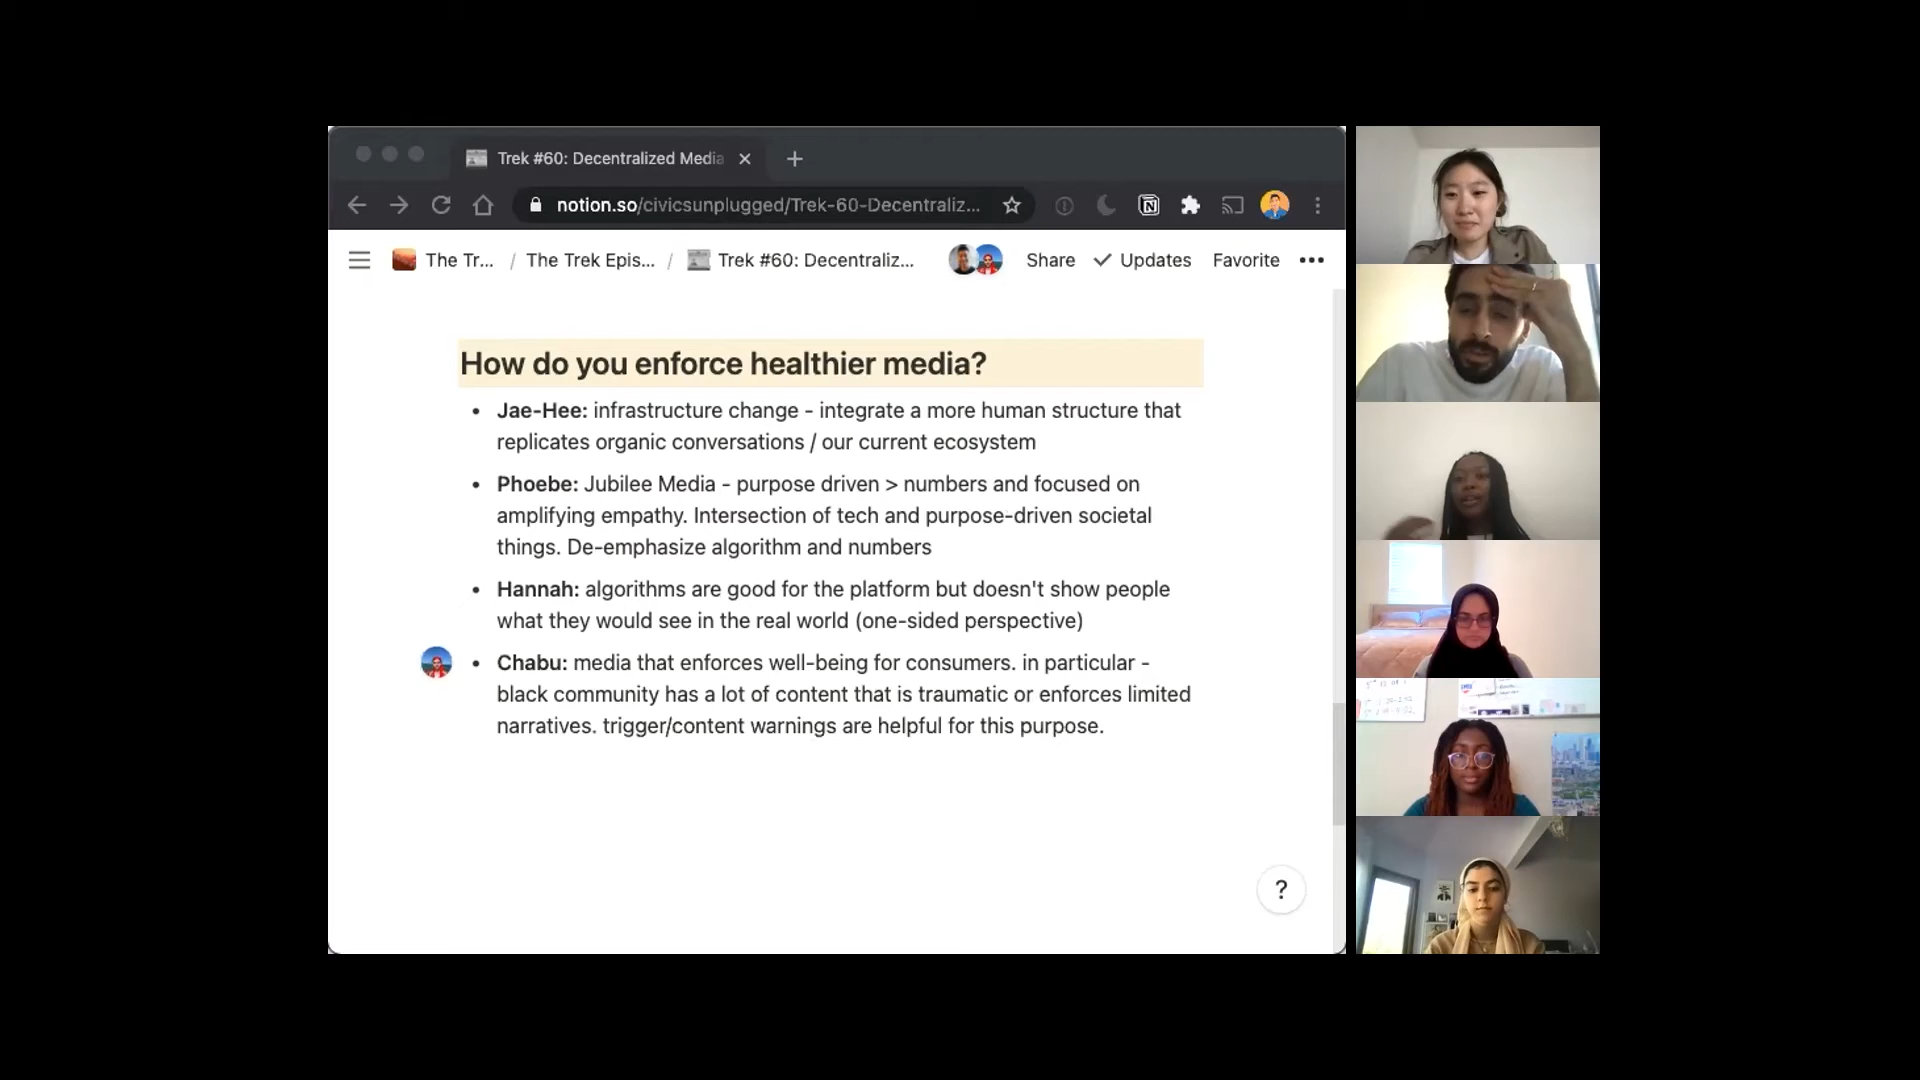 Trek #60: Decentralized Media
notion.so/civicsunplugged/Trek-60-Decentraliz...
The Tr... / The Trek Epis... / Trek #60: Decentraliz... Share Updates Favorite
How do you enforce healthier media?
• Jae-Hee: infrastructure change - integrate a more human structure that
replicates organic conversations / our current ecosystem
• Phoebe: Jubilee Media - purpose driven > numbers and focused on
amplifying empathy. Intersection of tech and purpose-driven societal
things. De-emphasize algorithm and numbers
• Hannah: algorithms are good for the platform but doesn't show people
what they would see in the real world (one-sided perspective)
• Chabu: media that enforces well-being for consumers. in particular -
black community has a lot of content that is traumatic or enforces limited
narratives. trigger/content warnings are helpful for this purpose.
?